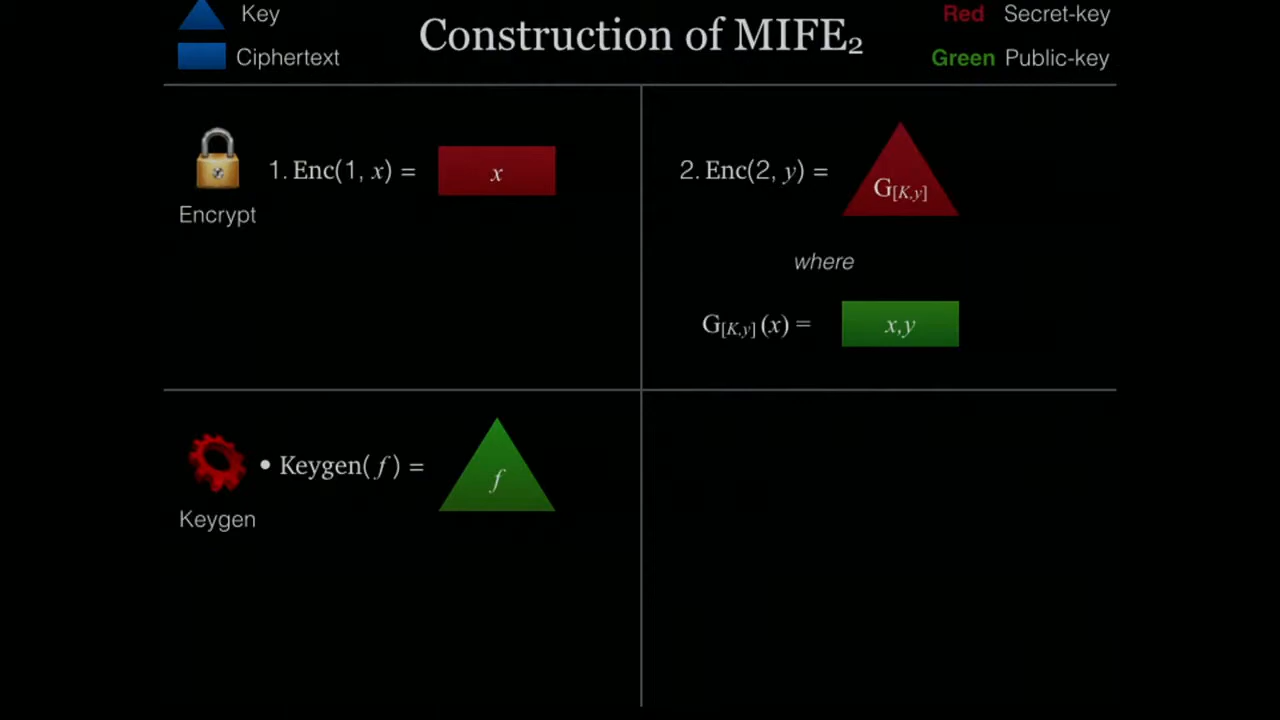 Key
Ciphertext
Construction of MIFE₂
Red Secret-key
Green Public-key
Encrypt
1. Enc(1, x) = x
2. Enc(2, y) = G[K,y]
where
G[K,y] (x) = x,y
Keygen
• Keygen( f ) = f